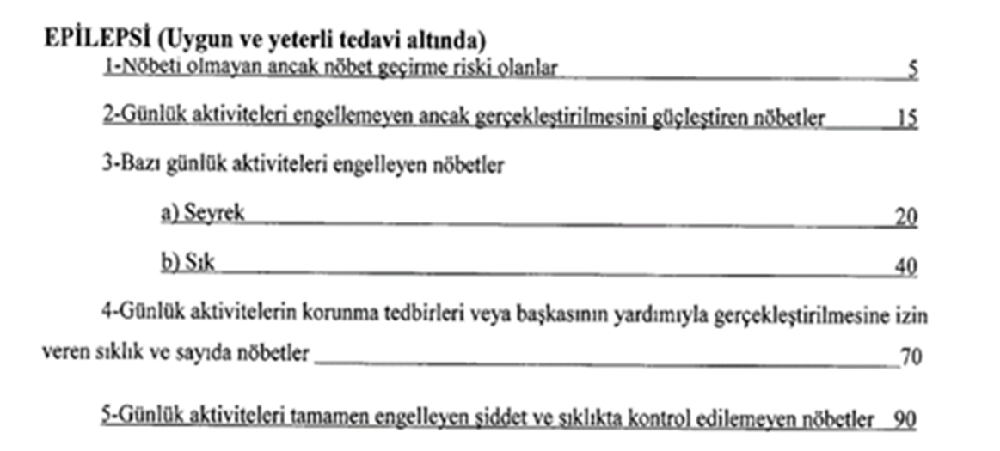 EPİLEPSİ (Uygun ve yeterli tedavi altında)
1-Nöbeti olmayan ancak nöbet geçirme riski olanlar 5
2-Günlük aktiviteleri engellemeyen ancak gerçekleştirilmesini güçleştiren nöbetler 15
3-Bazı günlük aktiviteleri engelleyen nöbetler
a) Seyrek 20
b) Sık 40
4-Günlük aktivitelerin korunma tedbirleri veya başkasının yardımıyla gerçekleştirilmesine izin
veren sıklık ve sayıda nöbetler 70
5-Günlük aktiviteleri tamamen engelleyen şiddet ve sıklıkta kontrol edilemeyen nöbetler 90